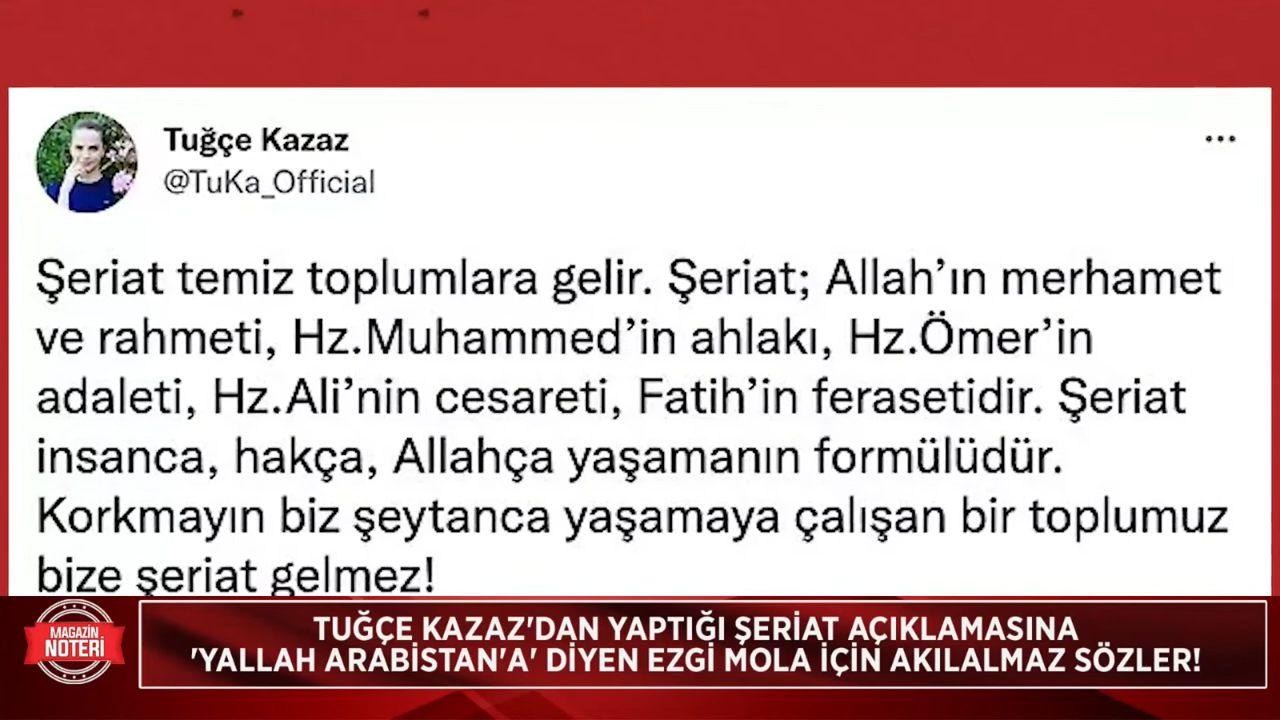 Tuğçe Kazaz
@TuKa_Official
Şeriat temiz toplumlara gelir. Şeriat; Allah’ın merhamet
ve rahmeti, Hz.Muhammed’in ahlakı, Hz.Ömer’in
adaleti, Hz.Ali’nin cesareti, Fatih’in ferasetidir. Şeriat
insanca, hakça, Allahça yaşamanın formülüdür.
Korkmayın biz şeytanca yaşamaya çalışan bir toplumuz
bize şeriat gelmez!
MAGAZİN
NOTERİ
TUĞÇE KAZAZ'DAN YAPTIĞI ŞERİAT AÇIKLAMASINA
'YALLAH ARABİSTAN'A' DİYEN EZGİ MOLA İÇİN AKILALMAZ SÖZLER!